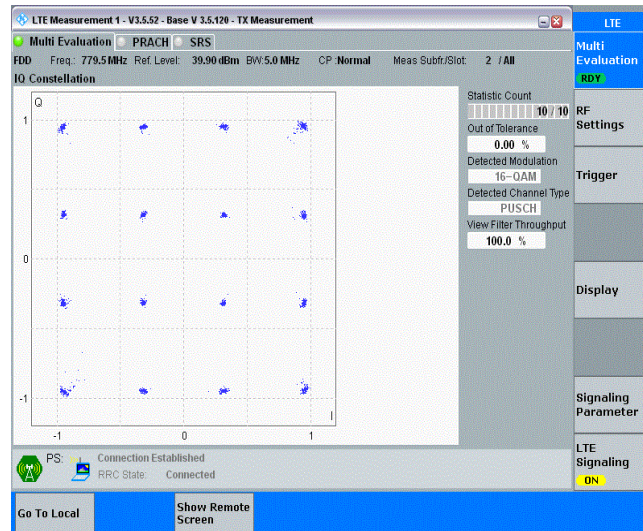 LTE Measurement 1 - V3.5.52 - Base V 3.5.120 - TX Measurement
LTE
Multi Evaluation PRACH SRS
FDD Freq.: 779.5 MHz Ref. Level: 39.90 dBm BW:5.0 MHz CP :Normal Meas Subfr./Slot: 2 / All
IQ Constellation
Q
1
0
-1
I
-1 0 1
Statistic Count
10 / 10
Out of Tolerance
0.00 %
Detected Modulation
16-QAM
Detected Channel Type
PUSCH
View Filter Throughput
100.0 %
Multi
Evaluation
RDY
RF
Settings
Trigger
Display
Signaling
Parameter
LTE
Signaling
ON
PS: Connection Established
RRC State: Connected
Go To Local
Show Remote
Screen